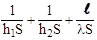 1/h₁S + 1/h₂S + ℓ/λS